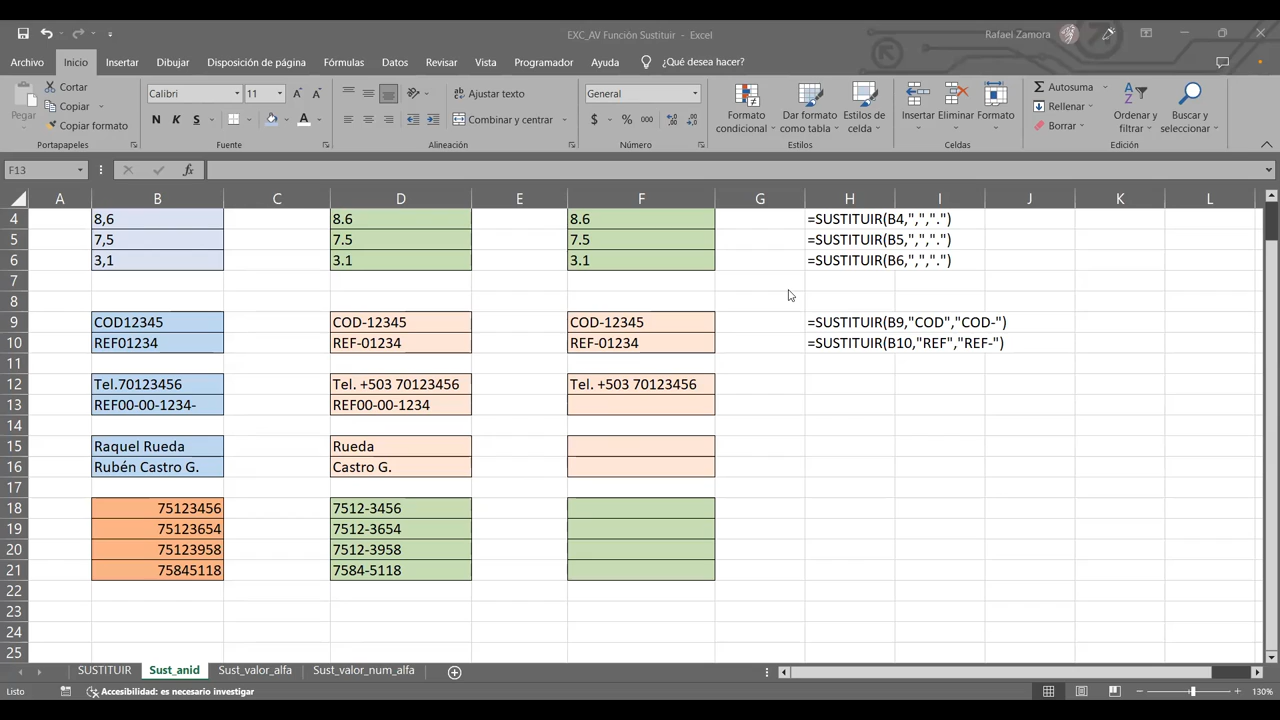 EXC_AV Función Sustituir - Excel
Rafael Zamora
Archivo Inicio Insertar Dibujar Disposición de página Fórmulas Datos Revisar Vista Programador Ayuda ¿Qué desea hacer?
Pegar
Cortar
Copiar
Copiar formato
Portapapeles
Calibri 11
N K S
Fuente
Ajustar texto
Combinar y centrar
Alineación
General
$ % 000
Número
Formato condicional
Dar formato como tabla
Estilos de celda
Estilos
Insertar Eliminar Formato
Celdas
Autosuma
Rellenar
Borrar
Ordenar y filtrar
Buscar y seleccionar
Edición
F13 fx
A B C D E F G H I J K L
4 8,6 8.6 8.6 =SUSTITUIR(B4,",",".")
5 7,5 7.5 7.5 =SUSTITUIR(B5,",",".")
6 3,1 3.1 3.1 =SUSTITUIR(B6,",",".")
7
8
9 COD12345 COD-12345 COD-12345 =SUSTITUIR(B9,"COD","COD-")
10 REF01234 REF-01234 REF-01234 =SUSTITUIR(B10,"REF","REF-")
11
12 Tel.70123456 Tel. +503 70123456 Tel. +503 70123456
13 REF00-00-1234- REF00-00-1234
14
15 Raquel Rueda Rueda
16 Rubén Castro G. Castro G.
17
18 75123456 7512-3456
19 75123654 7512-3654
20 75123958 7512-3958
21 75845118 7584-5118
22
23
24
25
SUSTITUIR Sust_anid Sust_valor_alfa Sust_valor_num_alfa
Listo Accesibilidad: es necesario investigar 130%